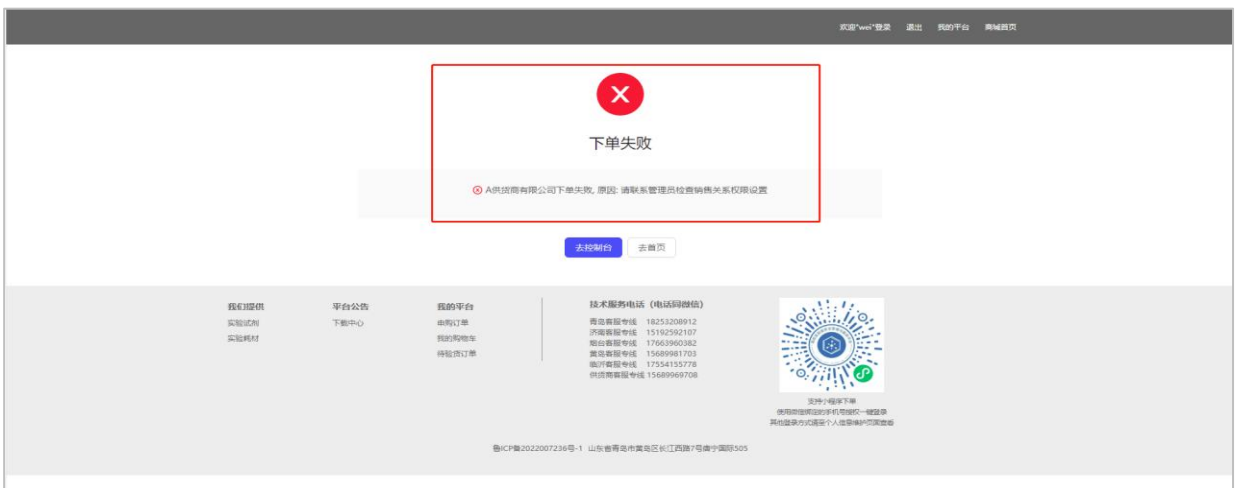 欢迎"wei"登录 退出 我的平台 商城首页
下单失败
A供货商有限公司下单失败, 原因: 请联系管理员检查销售关系权限设置
去控制台 去首页
我们提供
实验试剂
实验耗材
平台公告
下载中心
我的平台
申购订单
我的购物车
待验货订单
技术服务电话（电话同微信）
青岛客服专线 18253208912
济南客服专线 15192592107
烟台客服专线 17663960382
黄岛客服专线 15689981703
临沂客服专线 17554155778
供货商客服专线 15689969708
支持小程序下单
使用微信绑定的手机号授权一键登录
其他登录方式请至个人信息维护页面查看
鲁ICP备2022007236号-1 山东省青岛市黄岛区长江西路7号南宁国际505